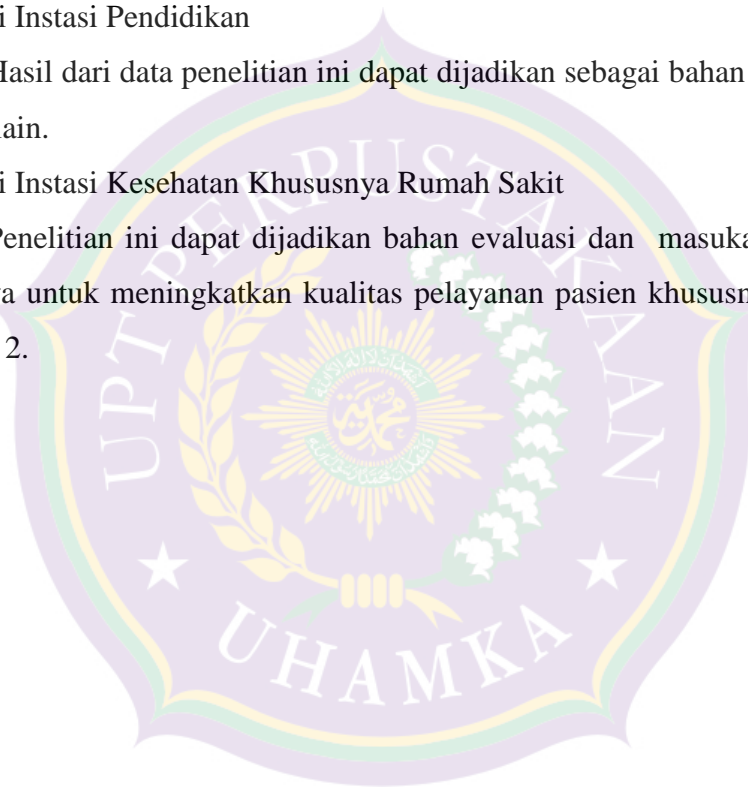 i Instasi Pendidikan
Hasil dari data penelitian ini dapat dijadikan sebagai bahan
lain.
i Instasi Kesehatan Khususnya Rumah Sakit
Penelitian ini dapat dijadikan bahan evaluasi dan masuka
a untuk meningkatkan kualitas pelayanan pasien khususn
2.
UPT PERPUSTAKAAN
UHAMKA